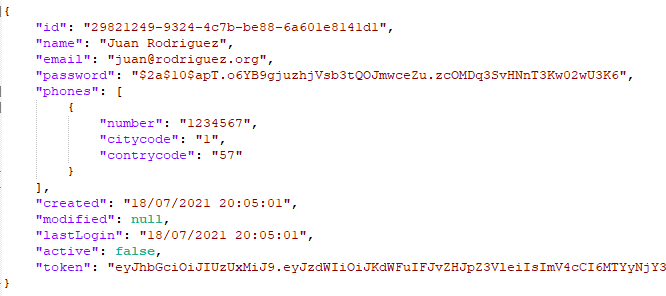 {
"id": "29821249-9324-4c7b-be88-6a601e8141d1",
"name": "Juan Rodriguez",
"email": "juan@rodriguez.org",
"password": "$2a$10$apT.o6YB9gjuzhjVsb3tQOJmwceZu.zcOMDq3SvHNnT3Kw02wU3K6",
"phones": [
{
"number": "1234567",
"citycode": "1",
"contrycode": "57"
}
],
"created": "18/07/2021 20:05:01",
"modified": null,
"lastLogin": "18/07/2021 20:05:01",
"active": false,
"token": "eyJhbGciOiJIUzUxMiJ9.eyJzdWIiOiJKdWFuIFJvZHJpZ3VleiIsImV4cCI6MTYyNjY3
}